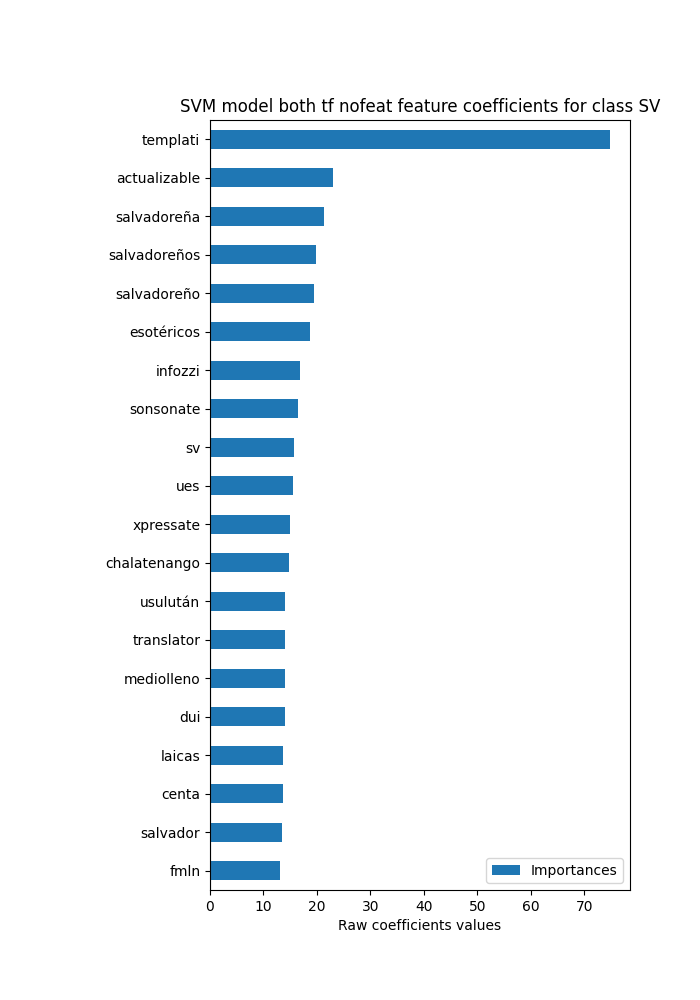 SVM model both tf nofeat feature coefficients for class SV
templati
actualizable
salvadoreña
salvadoreños
salvadoreño
esotéricos
infozzi
sonsonate
sv
ues
xpressate
chalatenango
usulután
translator
mediolleno
dui
laicas
centa
salvador
fmln
Importances
0 10 20 30 40 50 60 70
Raw coefficients values